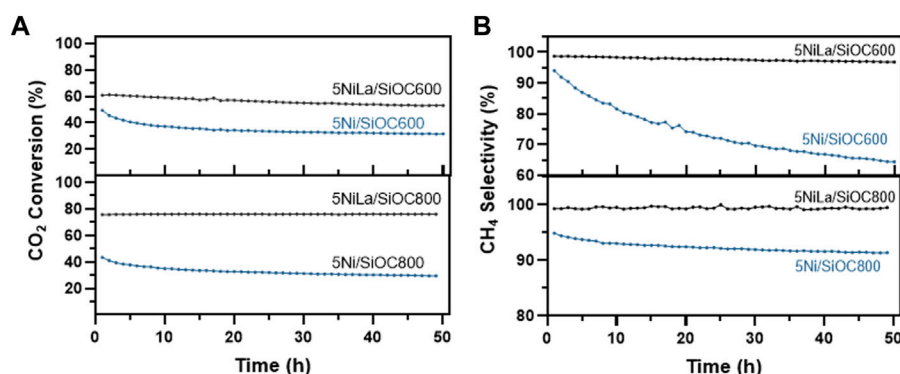 A
CO₂ Conversion (%)
100
80
60
40
20
5NiLa/SiOC600
5Ni/SiOC600
100
80
60
40
20
5NiLa/SiOC800
5Ni/SiOC800
0 10 20 30 40 50
Time (h)
B
CH₄ Selectivity (%)
100
90
80
70
60
5NiLa/SiOC600
5Ni/SiOC600
100
90
80
5NiLa/SiOC800
5Ni/SiOC800
0 10 20 30 40 50
Time (h)